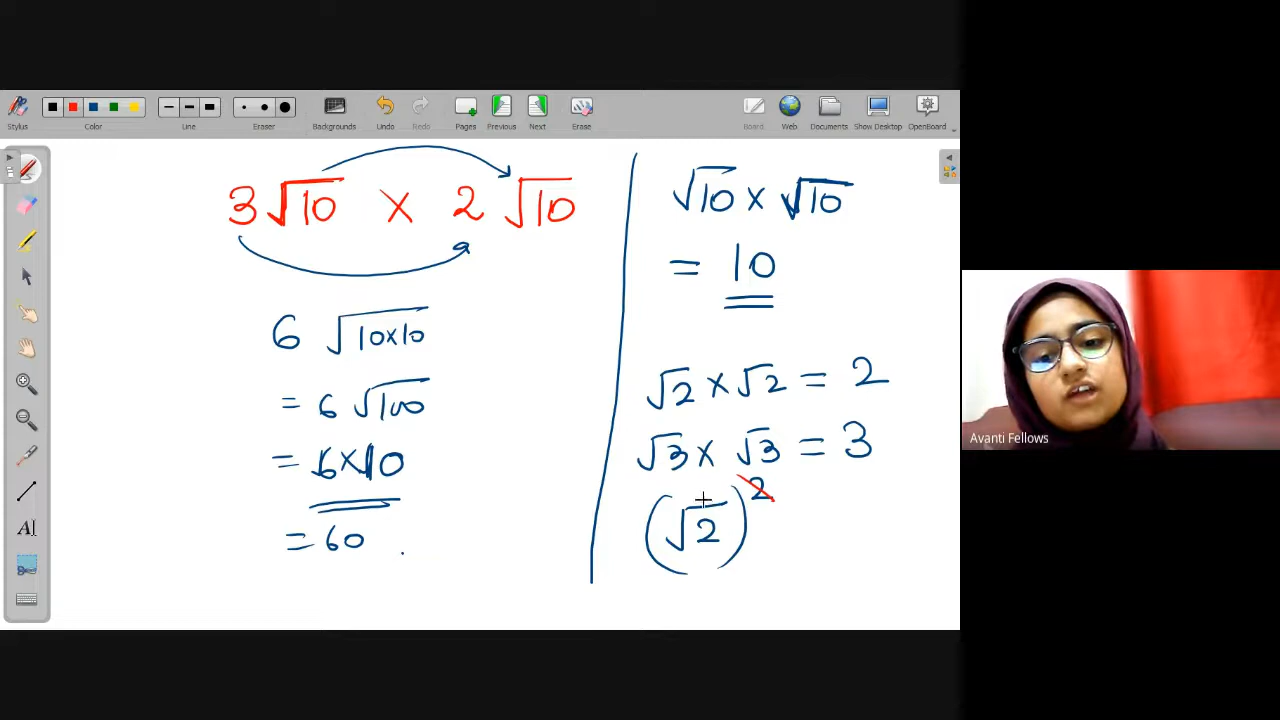 Stylus
Color
Line
Eraser
Backgrounds
Undo
Redo
Pages
Previous
Next
Erase
Board
Web
Documents
Show Desktop
OpenBoard
3√10 × 2√10
6 √10×10
= 6√100
= 6×10
= 60 .
√10 × √10
= 10
√2 × √2 = 2
√3 × √3 = 3
(√2)²
Avanti Fellows